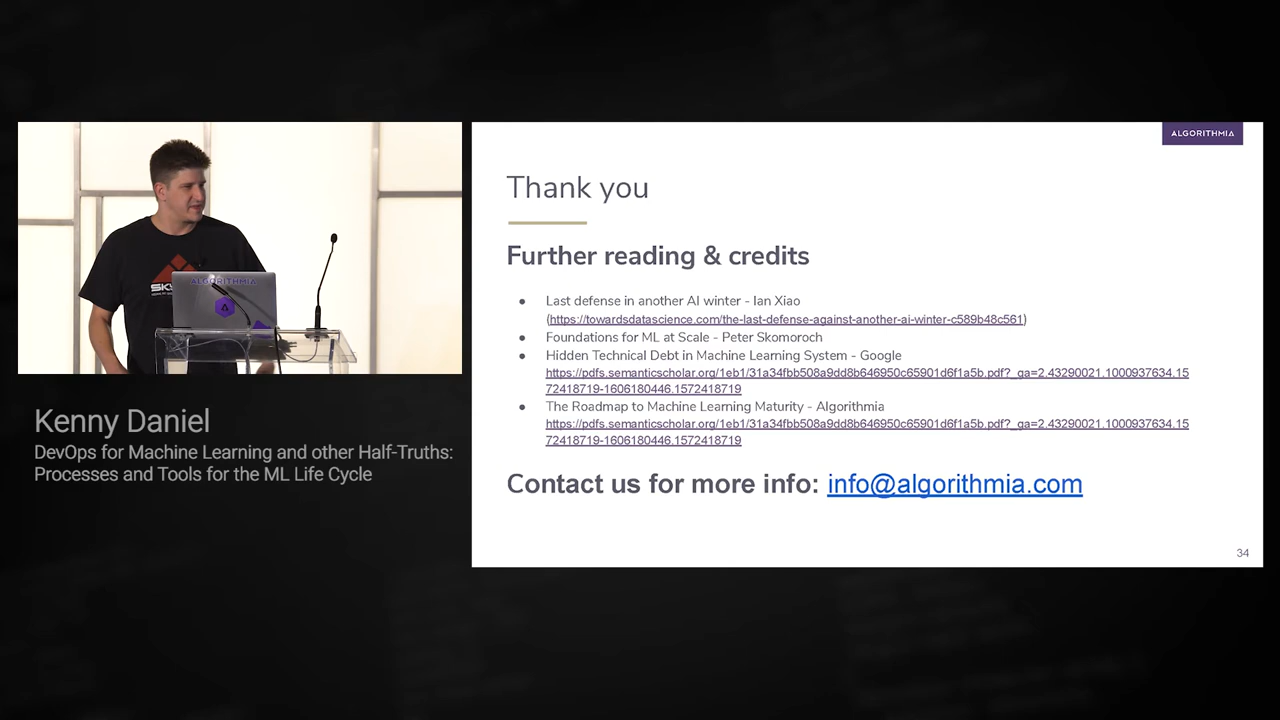 ALGORITHMIA
Thank you
Further reading & credits
● Last defense in another AI winter - Ian Xiao
(https://towardsdatascience.com/the-last-defense-against-another-ai-winter-c589b48c561)
● Foundations for ML at Scale - Peter Skomoroch
● Hidden Technical Debt in Machine Learning System - Google
https://pdfs.semanticscholar.org/1eb1/31a34fbb508a9dd8b646950c65901d6f1a5b.pdf?_ga=2.43290021.1000937634.15
72418719-1606180446.1572418719
● The Roadmap to Machine Learning Maturity - Algorithmia
https://pdfs.semanticscholar.org/1eb1/31a34fbb508a9dd8b646950c65901d6f1a5b.pdf?_ga=2.43290021.1000937634.15
72418719-1606180446.1572418719
Contact us for more info: info@algorithmia.com
34
ALGORITHMIA
Kenny Daniel
DevOps for Machine Learning and other Half-Truths:
Processes and Tools for the ML Life Cycle